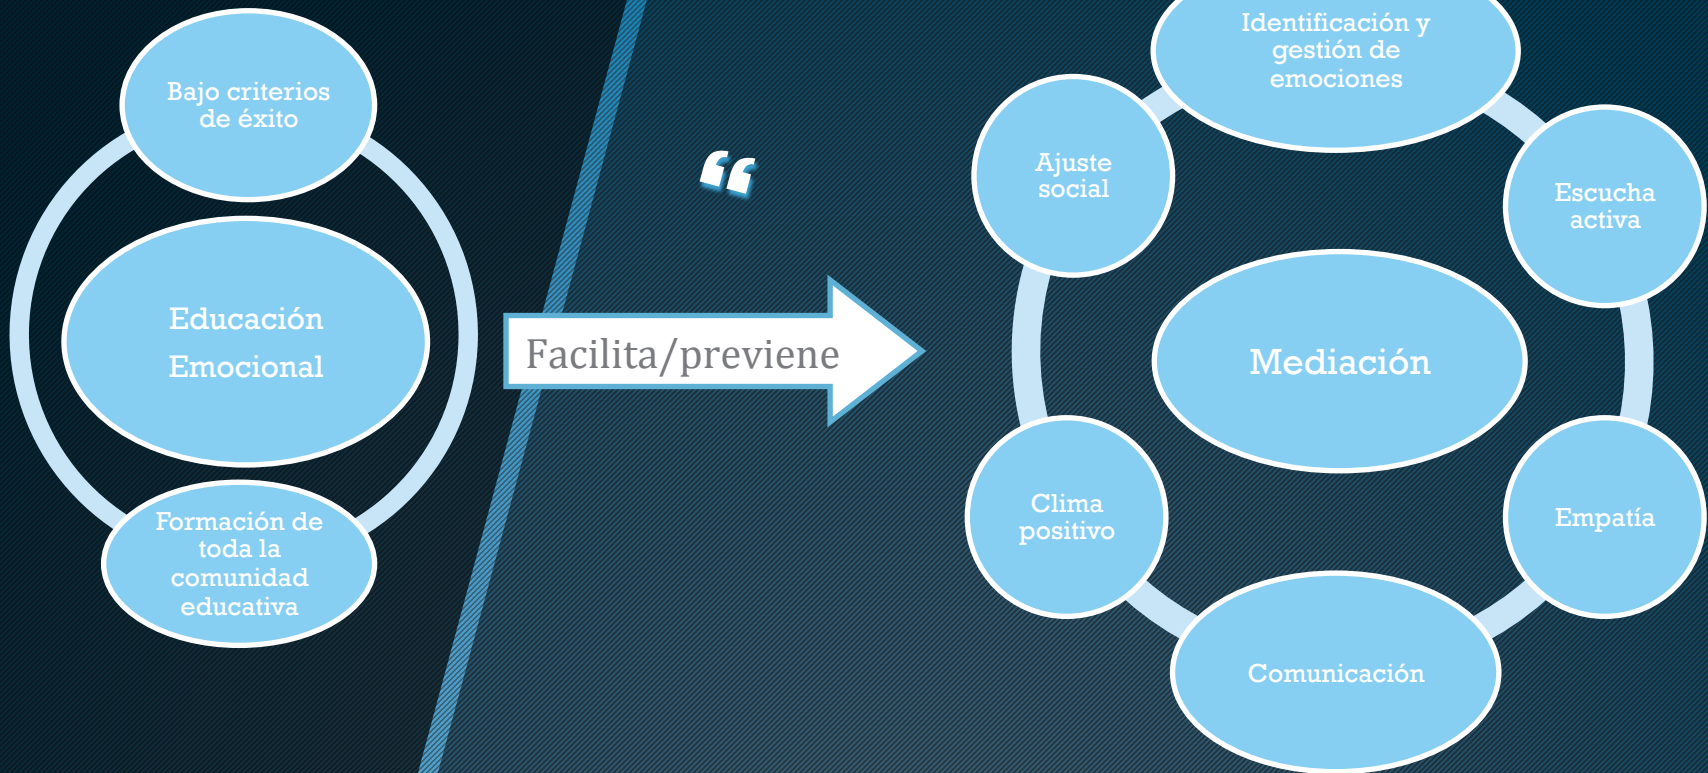 Bajo criterios
de éxito
Educación
Emocional
Formación de
toda la
comunidad
educativa
“
Facilita/previene
Identificación y
gestión de
emociones
Escucha
activa
Empatía
Comunicación
Clima
positivo
Ajuste
social
Mediación